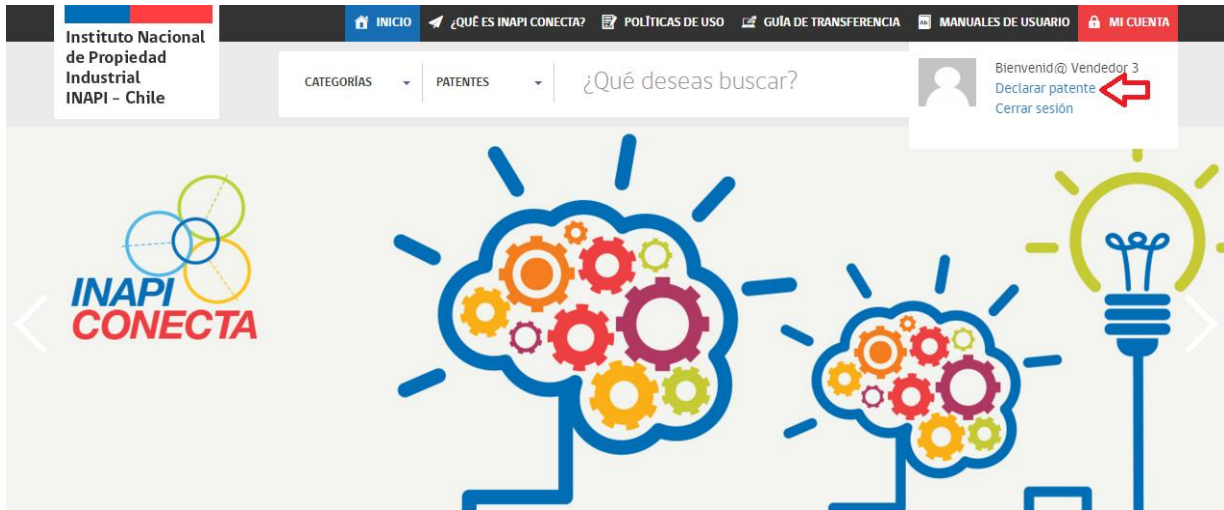 Instituto Nacional
de Propiedad
Industrial
INAPI – Chile
INICIO
¿QUÉ ES INAPI CONECTA?
POLÍTICAS DE USO
GUÍA DE TRANSFERENCIA
MANUALES DE USUARIO
MI CUENTA
CATEGORÍAS
PATENTES
¿Qué deseas buscar?
Bienvenid@ Vendedor 3
Declarar patente
Cerrar sesión
INAPI
CONECTA